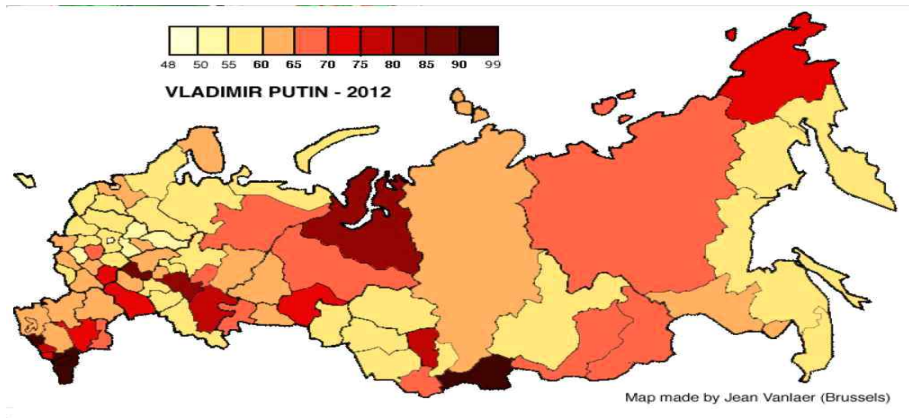 48 50 55 60 65 70 75 80 85 90 99
VLADIMIR PUTIN - 2012
Map made by Jean Vanlaer (Brussels)